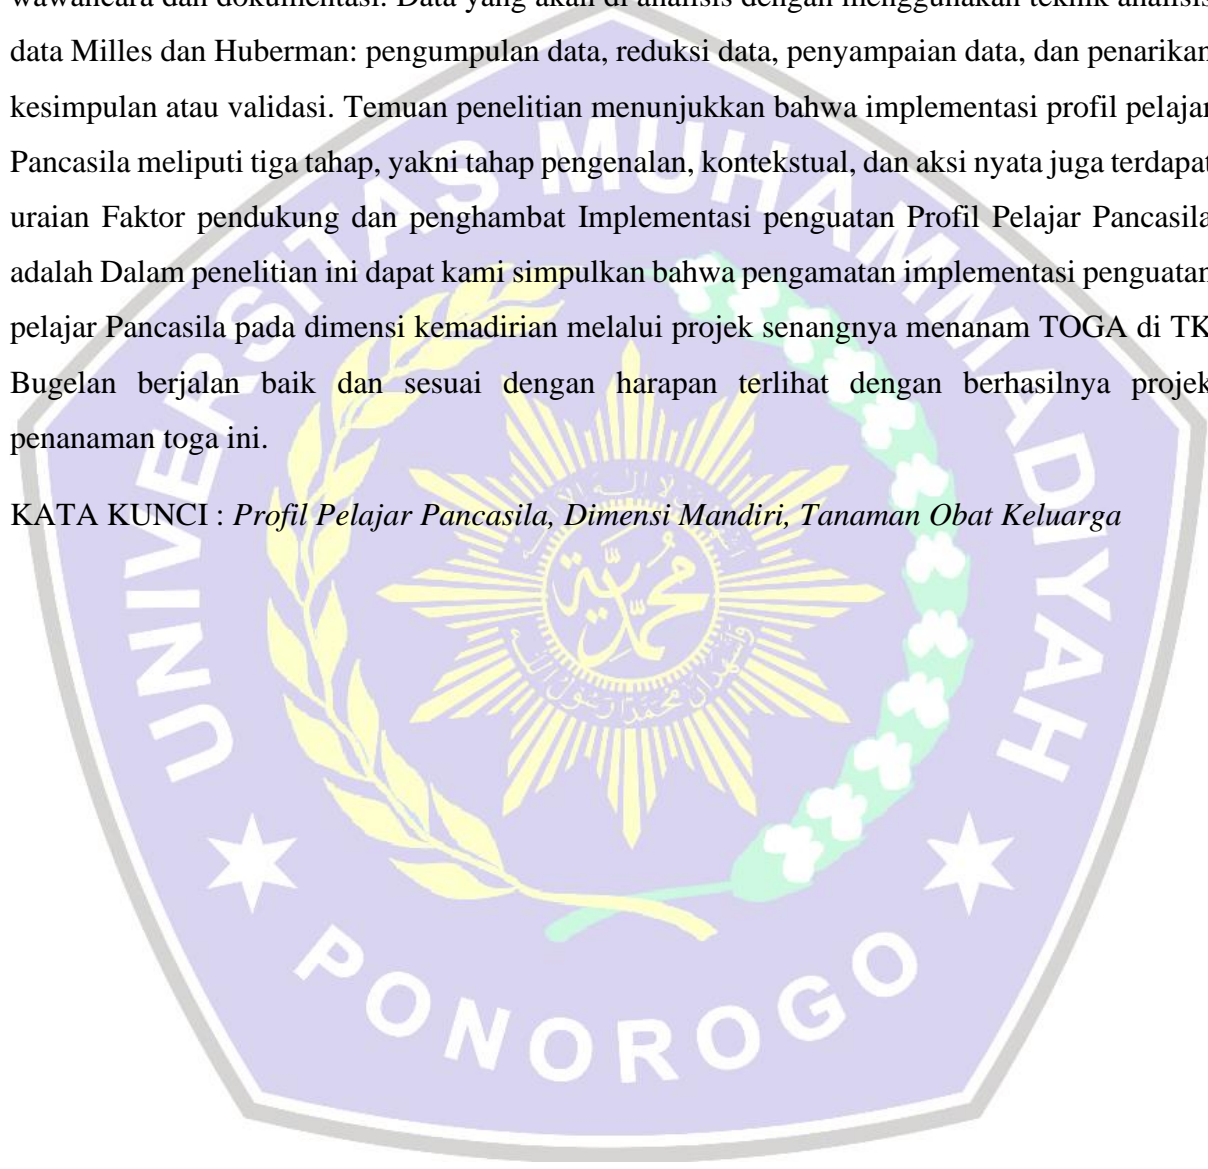 wawancara dan dokumentasi. Data yang akan di analisis dengan menggunakan teknik analisis
data Milles dan Huberman: pengumpulan data, reduksi data, penyampaian data, dan penarikan
kesimpulan atau validasi. Temuan penelitian menunjukkan bahwa implementasi profil pelajar
Pancasila meliputi tiga tahap, yakni tahap pengenalan, kontekstual, dan aksi nyata juga terdapat
uraian Faktor pendukung dan penghambat Implementasi penguatan Profil Pelajar Pancasila
adalah Dalam penelitian ini dapat kami simpulkan bahwa pengamatan implementasi penguatan
pelajar Pancasila pada dimensi kemadirian melalui projek senangnya menanam TOGA di TK
Bugelan berjalan baik dan sesuai dengan harapan terlihat dengan berhasilnya projek
penanaman toga ini.
KATA KUNCI : Profil Pelajar Pancasila, Dimensi Mandiri, Tanaman Obat Keluarga
UNIVERSITAS MUHAMMADIYAH
محمدية
PONOROGO